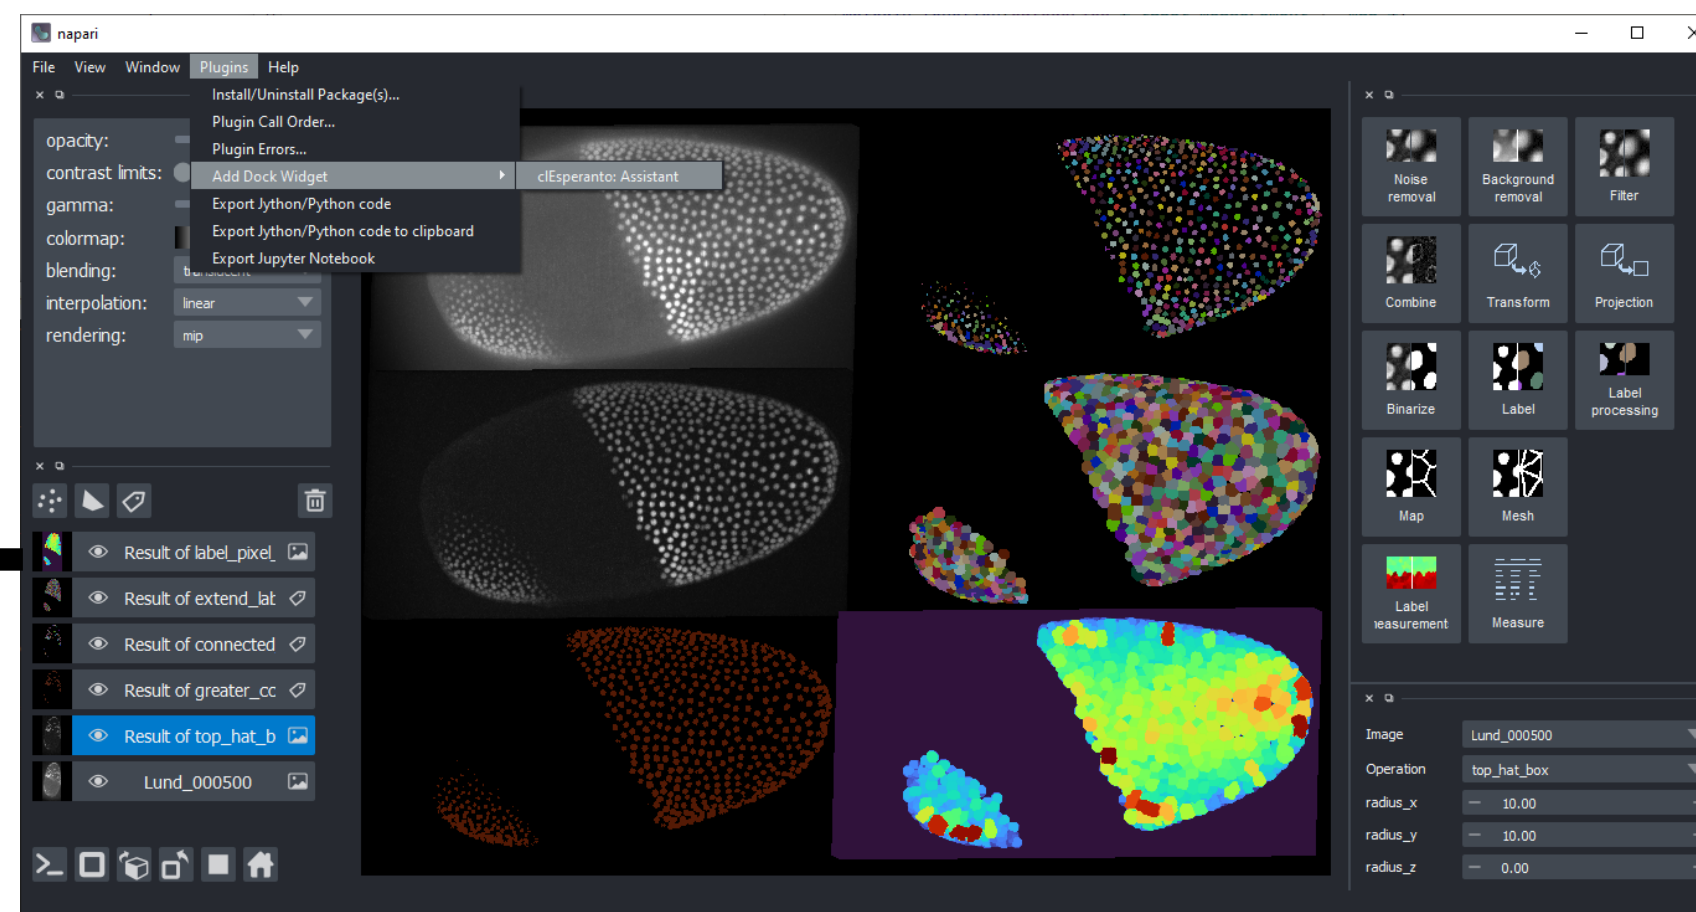 napari
File View Window Plugins Help
Install/Uninstall Package(s)...
Plugin Call Order...
Plugin Errors...
Add Dock Widget
clEsperanto: Assistant
Export Jython/Python code
Export Jython/Python code to clipboard
Export Jupyter Notebook
opacity:
contrast limits:
gamma:
colormap:
blending:
translucent
interpolation:
linear
rendering:
mip
Result of label_pixel_
Result of extend_lat
Result of connected
Result of greater_cc
Result of top_hat_b
Lund_000500
Noise
removal
Background
removal
Filter
Combine
Transform
Projection
Binarize
Label
Label
processing
Map
Mesh
Label
neasurement
Measure
Image
Lund_000500
Operation
top_hat_box
radius_x
10.00
radius_y
10.00
radius_z
0.00